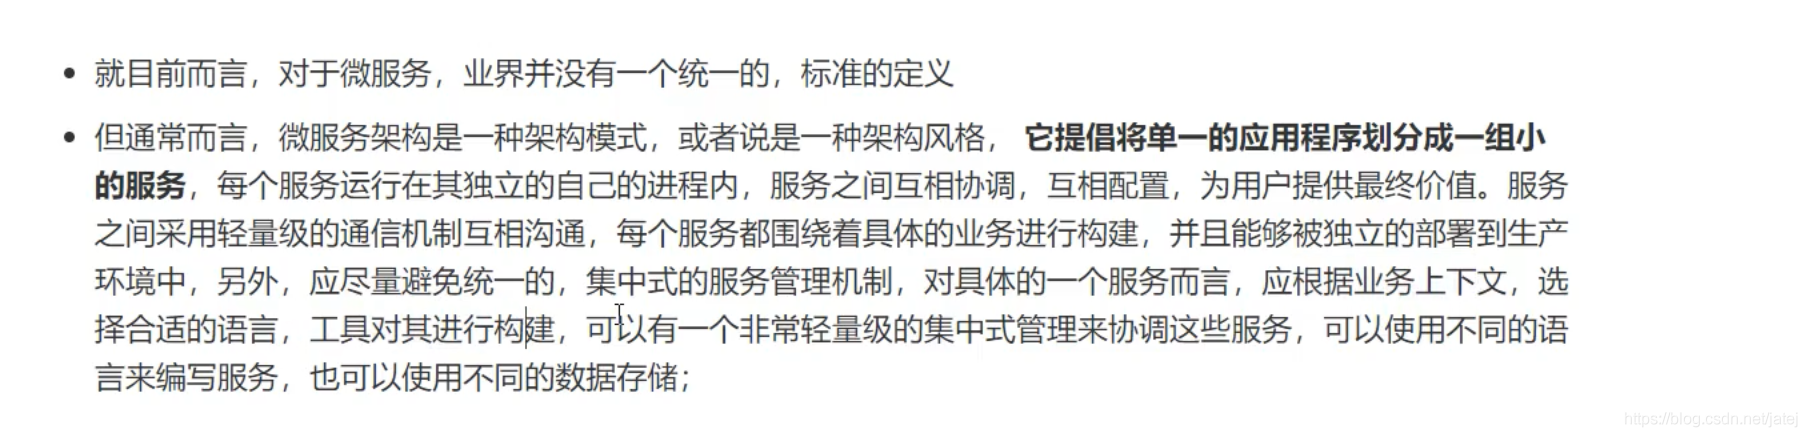 就目前而言，对于微服务，业界并没有一个统一的，标准的定义
但通常而言，微服务架构是一种架构模式，或者说是一种架构风格， 它提倡将单一的应用程序划分成一组小
的服务，每个服务运行在其独立的自己的进程内，服务之间互相协调，互相配置，为用户提供最终价值。服务
之间采用轻量级的通信机制互相沟通，每个服务都围绕着具体的业务进行构建，并且能够被独立的部署到生产
环境中，另外，应尽量避免统一的，集中式的服务管理机制，对具体的一个服务而言，应根据业务上下文，选
择合适的语言，工具对其进行构建，可以有一个非常轻量级的集中式管理来协调这些服务，可以使用不同的语
言来编写服务，也可以使用不同的数据存储；
https://blog.csdn.net/jatej